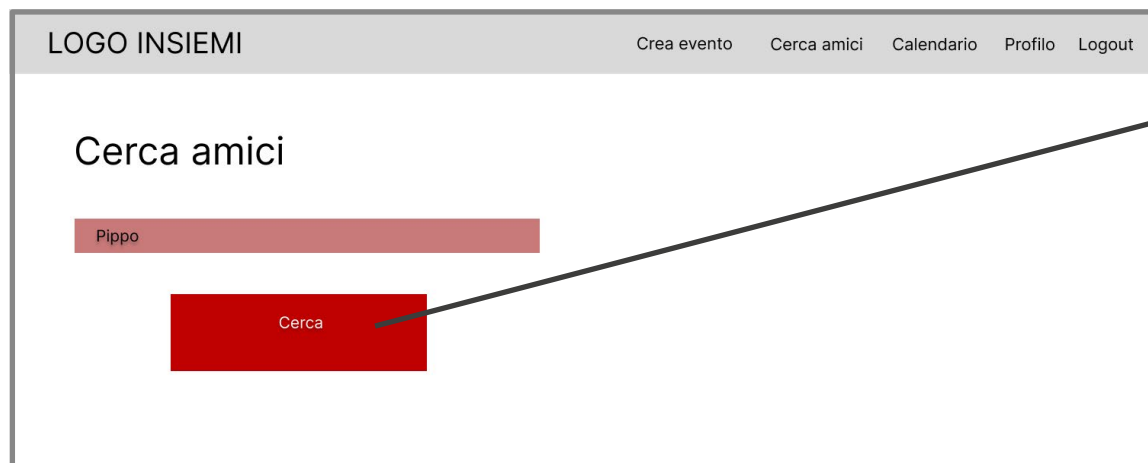 LOGO INSIEMI
Crea evento Cerca amici Calendario Profilo Logout
Cerca amici
Pippo
Cerca